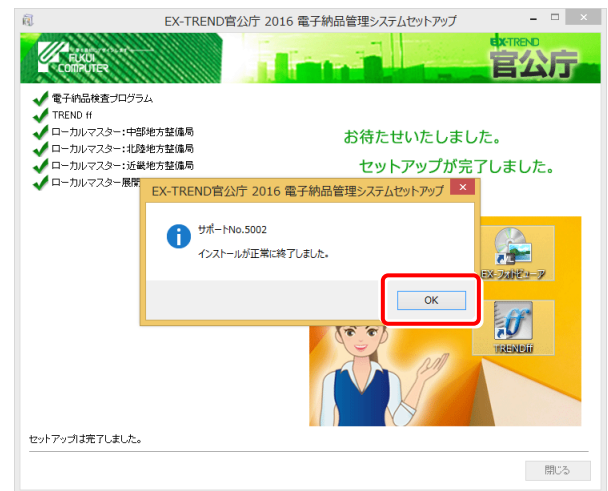 EX-TREND官公庁 2016 電子納品管理システムセットアップ
FUKUI
COMPUTER
EX-TREND
官公庁
電子納品検査プログラム
TREND ff
ローカルマスター：中部地方整備局
ローカルマスター：北陸地方整備局
ローカルマスター：近畿地方整備局
ローカルマスター展開
お待たせいたしました。
セットアップが完了しました。
EX-TREND官公庁 2016 電子納品管理システムセットアップ
サポートNo.5002
インストールが正常に終了しました。
OK
EX-フォトビューア
TRENDff
セットアップは完了しました。
閉じる